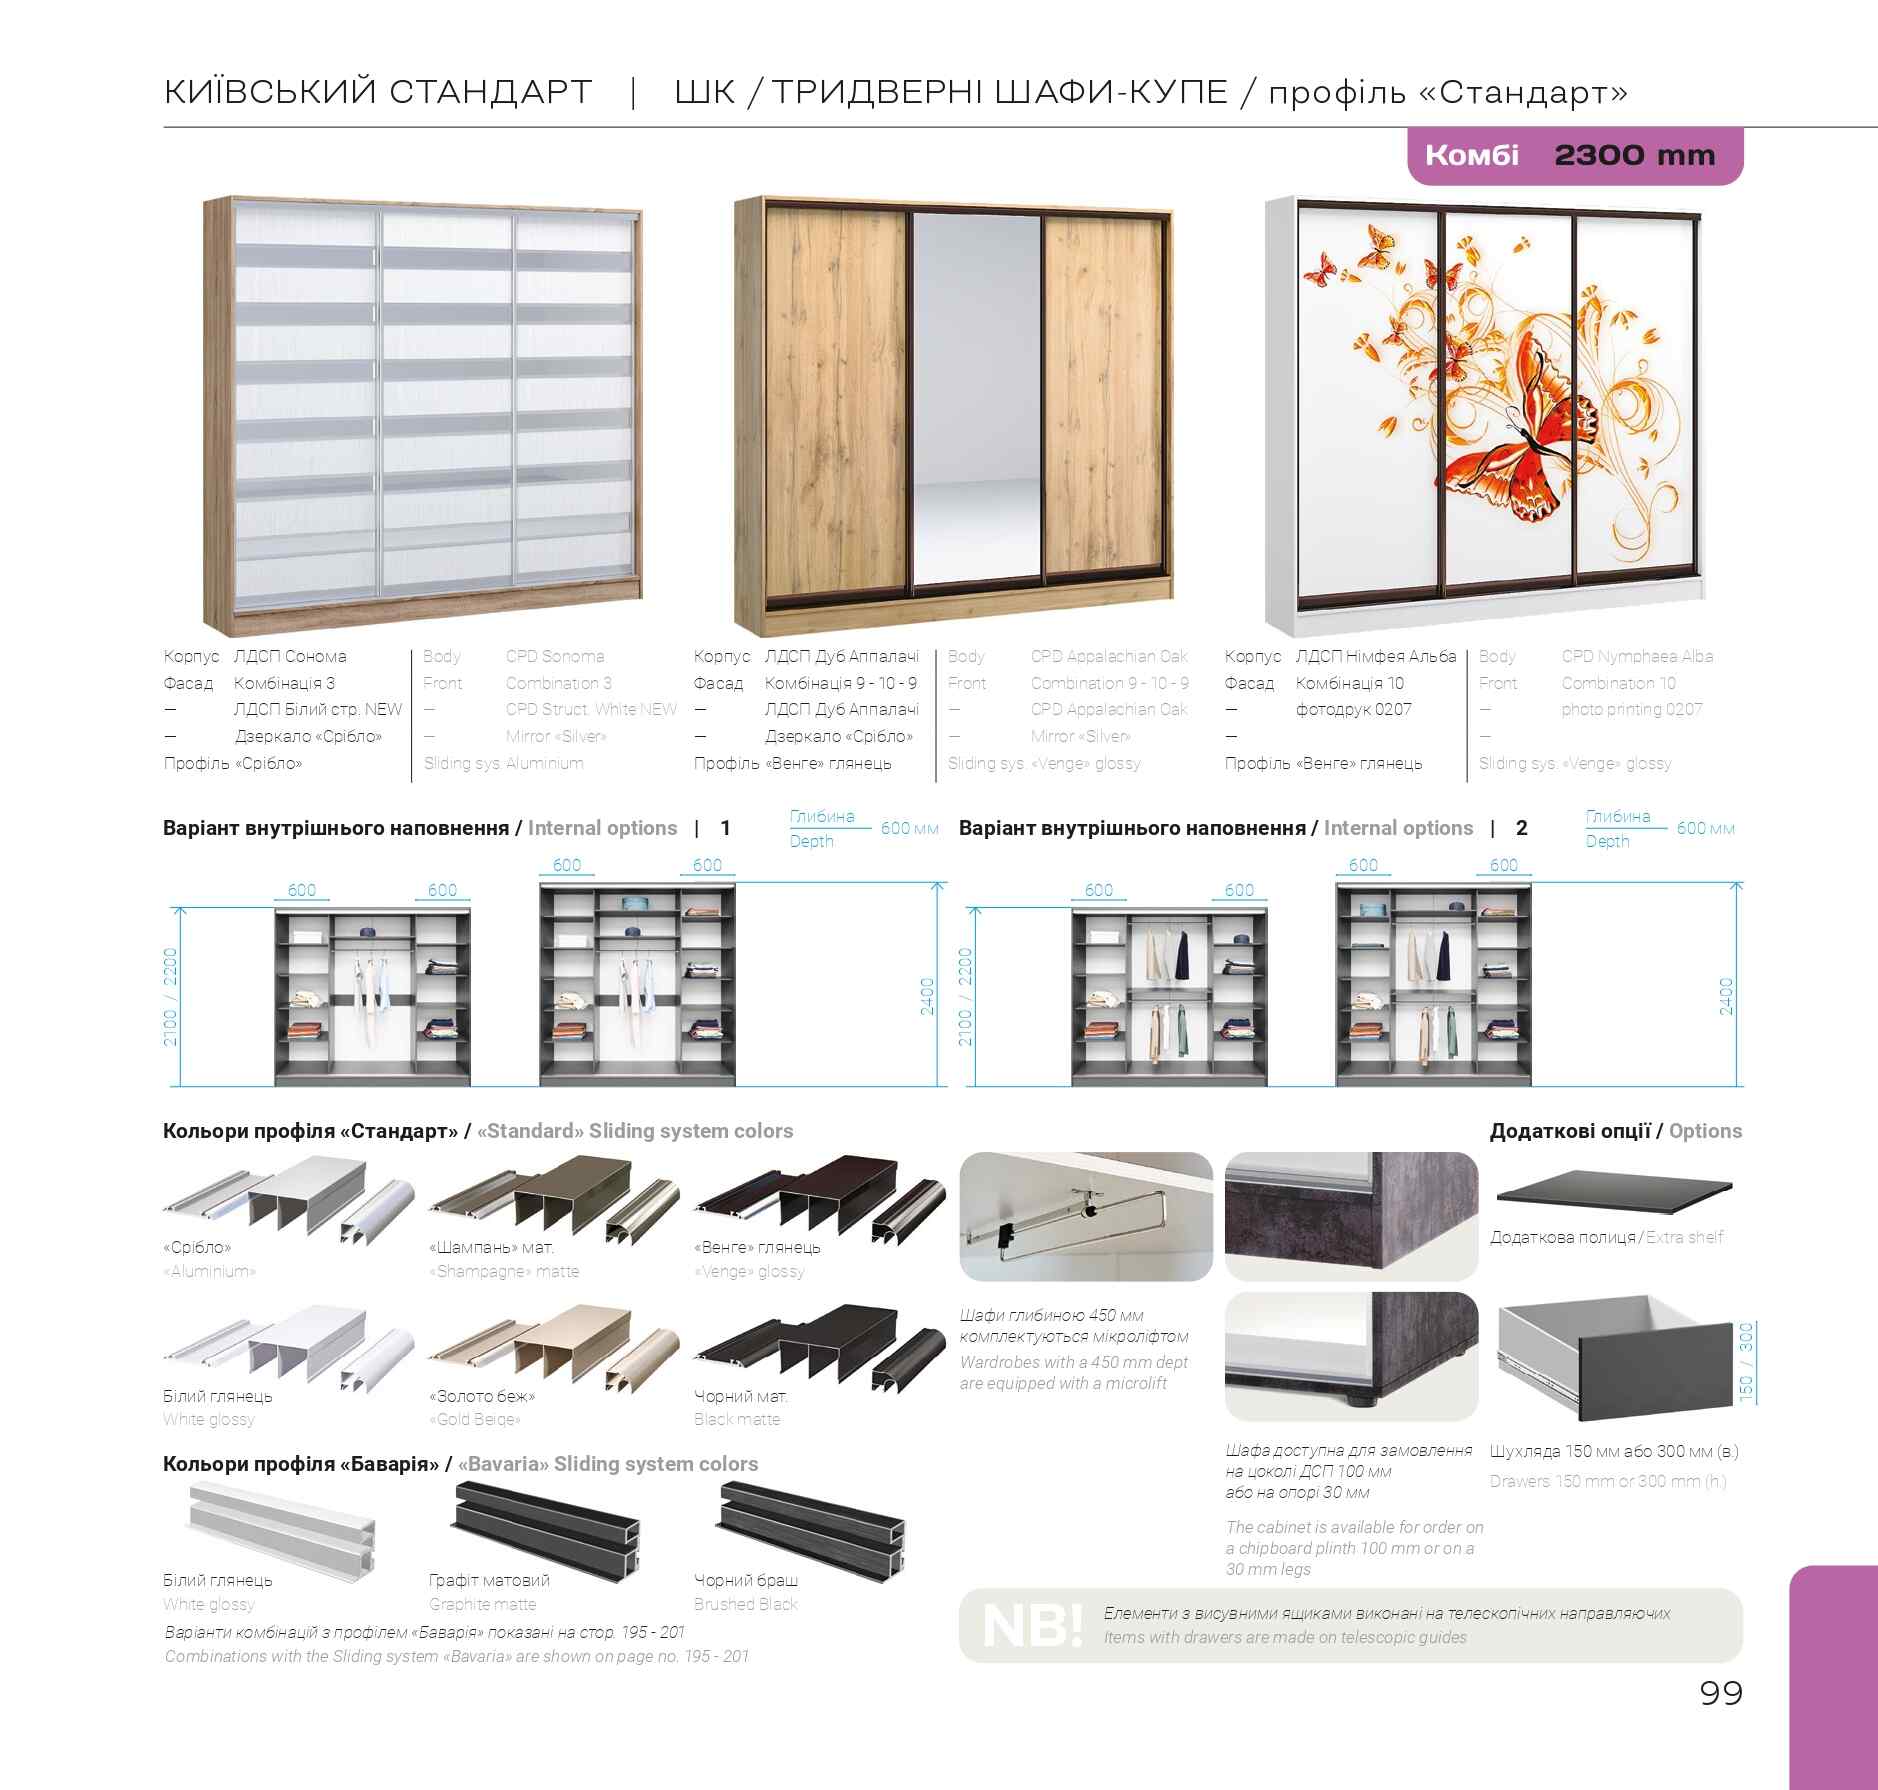 КИЇВСЬКИЙ СТАНДАРТ | ШК / ТРИДВЕРНІ ШАФИ-КУПЕ / профіль «Стандарт»
Комбі 2300 mm
Корпус ЛДСП Сонома
Фасад Комбінація 3
— ЛДСП Білий стр. NEW
— Дзеркало «Срібло»
Профіль «Срібло»
Body CPD Sonoma
Front Combination 3
— CPD Struct. White NEW
— Mirror «Silver»
Sliding sys. Aluminium
Корпус ЛДСП Дуб Аппалачі
Фасад Комбінація 9 - 10 - 9
— ЛДСП Дуб Аппалачі
— Дзеркало «Срібло»
Профіль «Венге» глянець
Body CPD Appalachian Oak
Front Combination 9 - 10 - 9
— CPD Appalachian Oak
— Mirror «Silver»
Sliding sys. «Venge» glossy
Корпус ЛДСП Німфея Альба
Фасад Комбінація 10
— фотодрук 0207
—
Профіль «Венге» глянець
Body CPD Nymphaea Alba
Front Combination 10
— photo printing 0207
—
Sliding sys. «Venge» glossy
Варіант внутрішнього наповнення / Internal options | 1
Глибина
Depth
600 мм
600 600
600 600
2100 / 2200
2400
Варіант внутрішнього наповнення / Internal options | 2
Глибина
Depth
600 мм
600 600
600 600
2100 / 2200
2400
Кольори профіля «Стандарт» / «Standard» Sliding system colors
«Срібло»
«Aluminium»
«Шампань» мат.
«Shampagne» matte
«Венге» глянець
«Venge» glossy
Білий глянець
White glossy
«Золото беж»
«Gold Beige»
Чорний мат.
Black matte
Кольори профіля «Баварія» / «Bavaria» Sliding system colors
Білий глянець
White glossy
Графіт матовий
Graphite matte
Чорний браш
Brushed Black
Варіанти комбінацій з профілем «Баварія» показані на стор. 195 - 201
Combinations with the Sliding system «Bavaria» are shown on page no. 195 - 201
Шафи глибиною 450 мм
комплектуються мікроліфтом
Wardrobes with a 450 mm dept
are equipped with a microlift
Шафа доступна для замовлення
на цоколі ДСП 100 мм
або на опорі 30 мм
The cabinet is available for order on
a chipboard plinth 100 mm or on a
30 mm legs
Додаткові опції / Options
Додаткова полиця / Extra shelf
150 / 300
Шухляда 150 мм або 300 мм (в.)
Drawers 150 mm or 300 mm (h.)
NB!
Елементи з висувними ящиками виконані на телескопічних направляючих
Items with drawers are made on telescopic guides
99